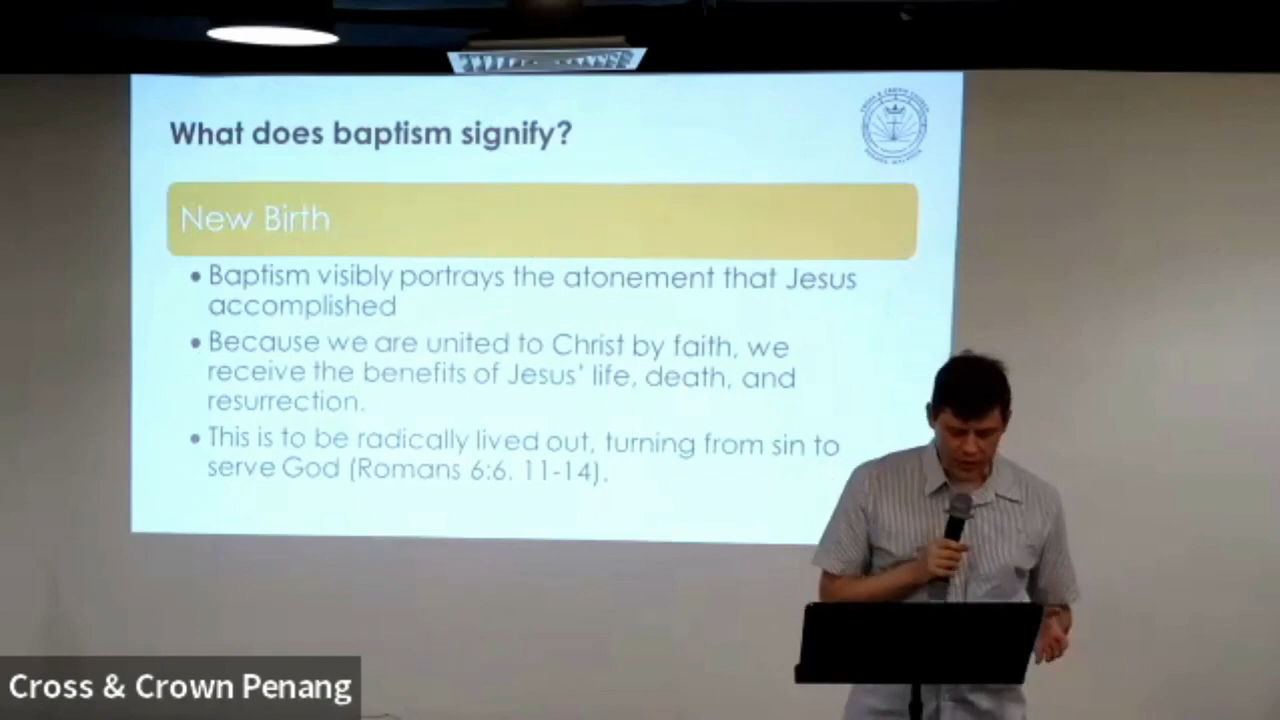 What does baptism signify?
New Birth
• Baptism visibly portrays the atonement that Jesus
accomplished
• Because we are united to Christ by faith, we
receive the benefits of Jesus' life, death, and
resurrection.
• This is to be radically lived out, turning from sin to
serve God (Romans 6:6. 11-14).
Cross & Crown Penang